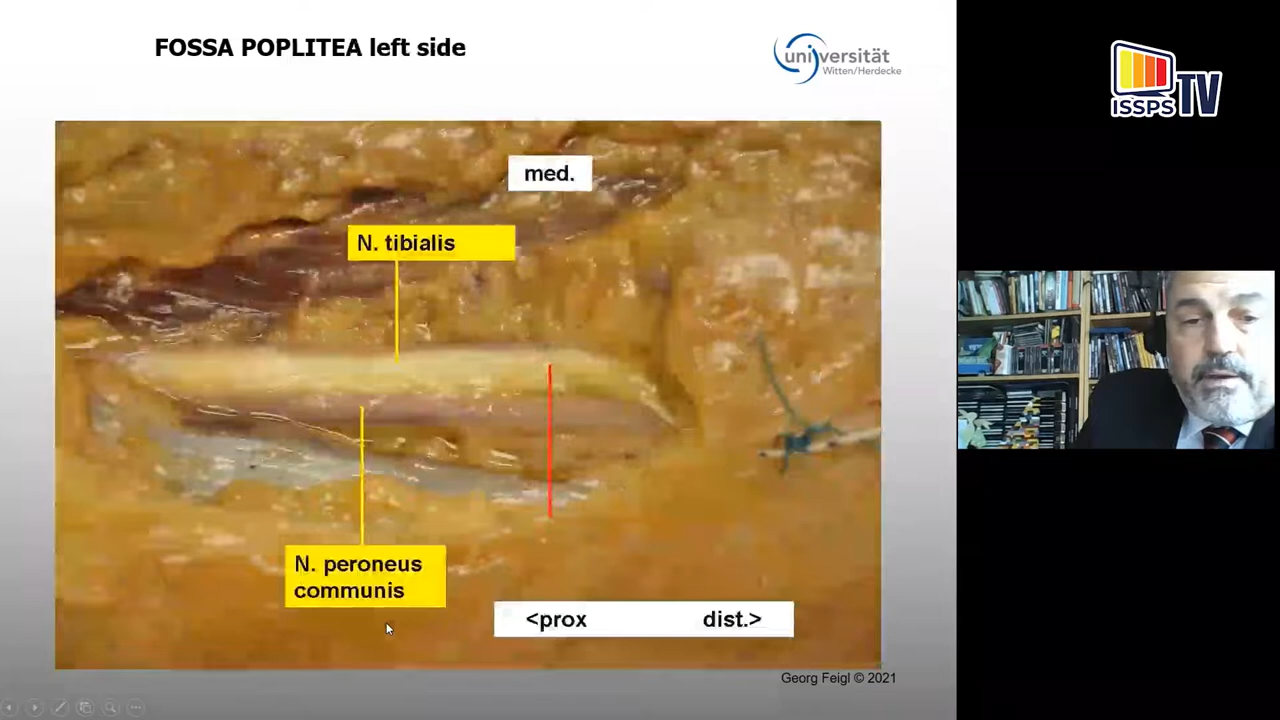 FOSSA POPLITEA left side
universität
Witten/Herdecke
ISSPS TV
med.
N. tibialis
N. peroneus
communis
<prox dist.>
Georg Feigl © 2021